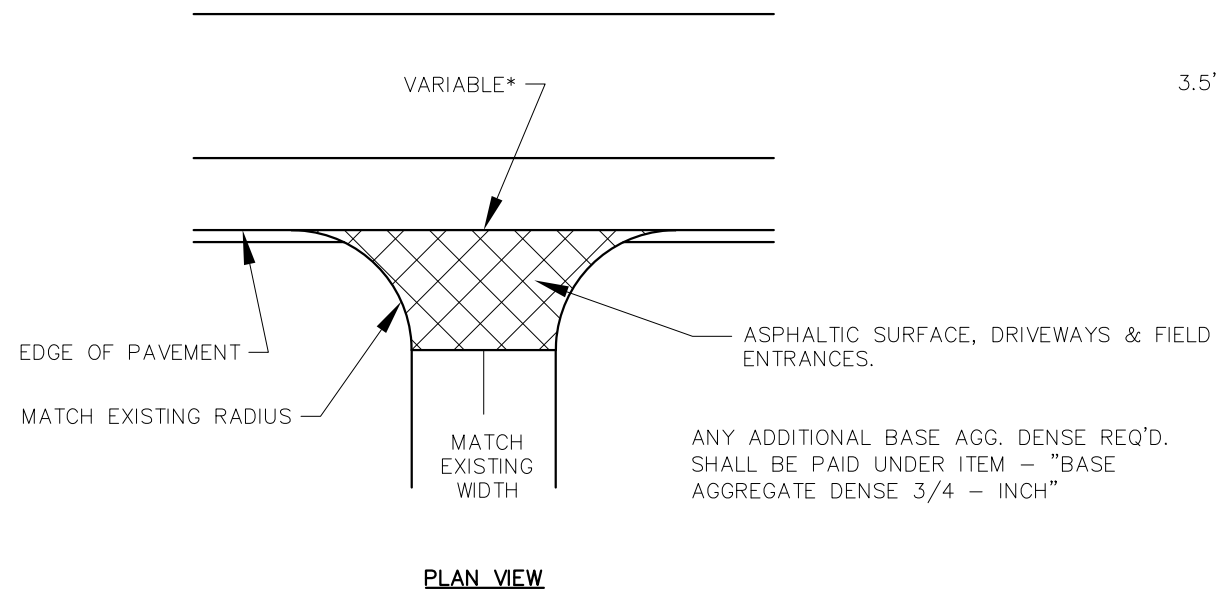 VARIABLE*
3.5'
EDGE OF PAVEMENT
MATCH EXISTING RADIUS
ASPHALTIC SURFACE, DRIVEWAYS & FIELD
ENTRANCES.
MATCH
EXISTING
WIDTH
ANY ADDITIONAL BASE AGG. DENSE REQ'D.
SHALL BE PAID UNDER ITEM – "BASE
AGGREGATE DENSE 3/4 – INCH"
PLAN VIEW